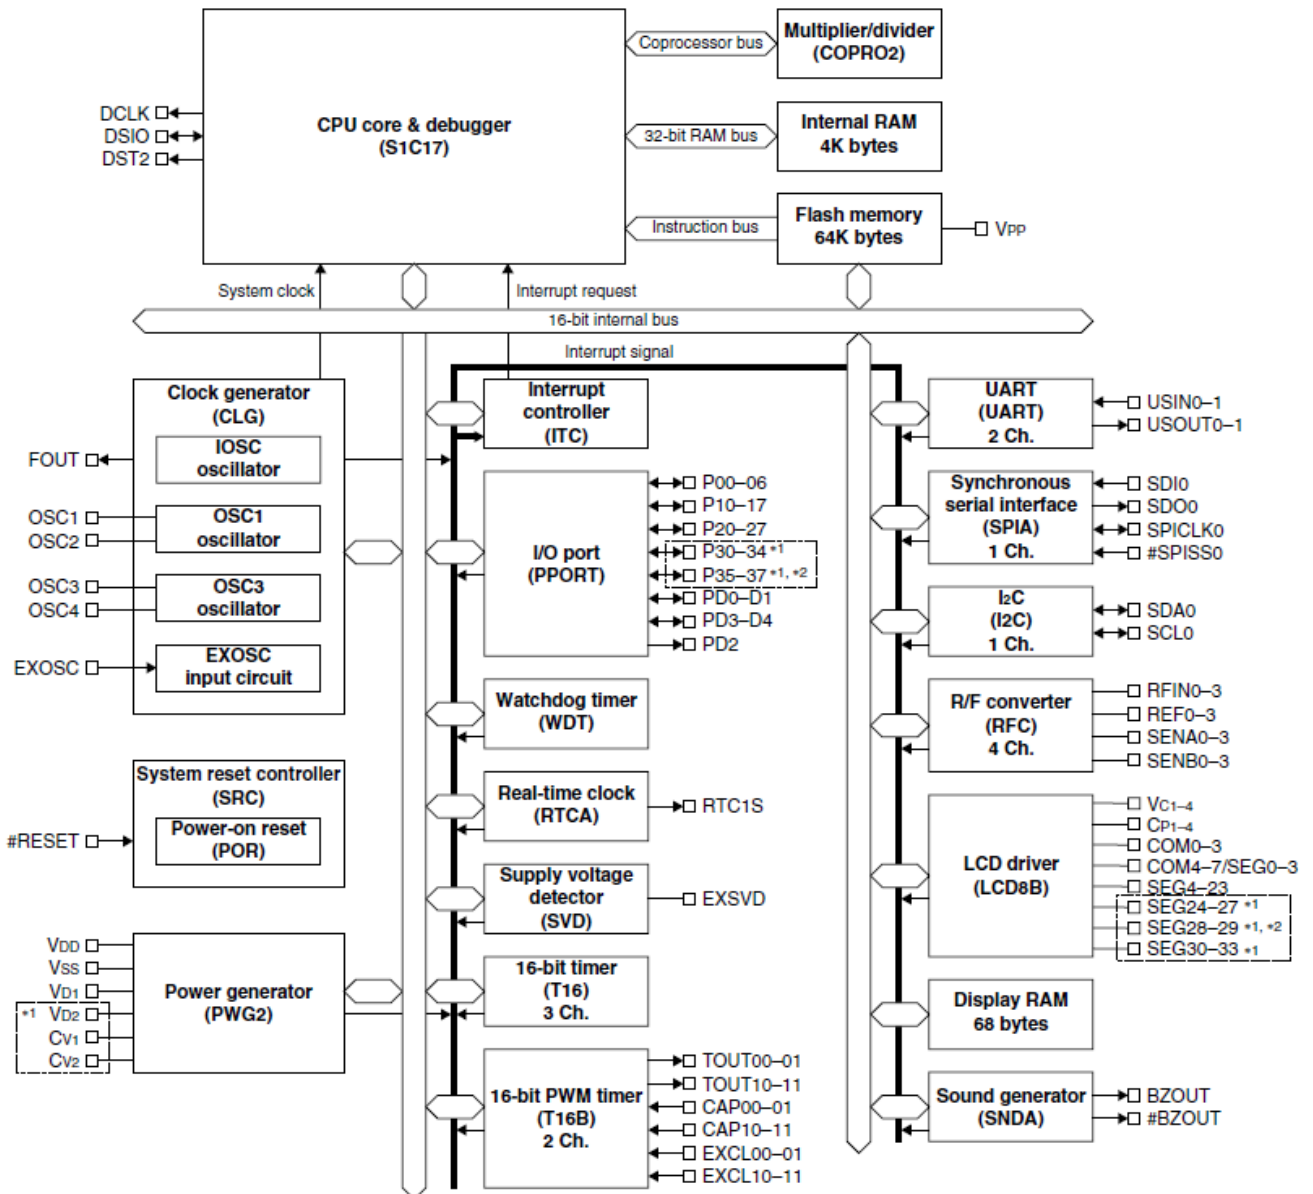 Multiplier/divider
(COPRO2)
Coprocessor bus
CPU core & debugger
(S1C17)
DCLK
DSIO
DST2
32-bit RAM bus
Internal RAM
4K bytes
Instruction bus
Flash memory
64K bytes
VPP
System clock
Interrupt request
16-bit internal bus
Interrupt signal
Clock generator
(CLG)
IOSC
oscillator
FOUT
OSC1
OSC2
OSC1
oscillator
OSC3
OSC4
OSC3
oscillator
EXOSC
EXOSC
input circuit
System reset controller
(SRC)
#RESET
Power-on reset
(POR)
VDD
VSS
VD1
*1 VD2
CV1
CV2
Power generator
(PWG2)
Interrupt
controller
(ITC)
I/O port
(PPORT)
P00–06
P10–17
P20–27
P30–34 *1
P35–37 *1, *2
PD0–D1
PD3–D4
PD2
Watchdog timer
(WDT)
Real-time clock
(RTCA)
RTC1S
Supply voltage
detector
(SVD)
EXSVD
16-bit timer
(T16)
3 Ch.
16-bit PWM timer
(T16B)
2 Ch.
TOUT00–01
TOUT10–11
CAP00–01
CAP10–11
EXCL00–01
EXCL10–11
UART
(UART)
2 Ch.
USIN0–1
USOUT0–1
Synchronous
serial interface
(SPIA)
1 Ch.
SDI0
SDO0
SPICLK0
#SPISS0
I2C
(I2C)
1 Ch.
SDA0
SCL0
R/F converter
(RFC)
4 Ch.
RFIN0–3
REF0–3
SENA0–3
SENB0–3
LCD driver
(LCD8B)
VC1–4
CP1–4
COM0–3
COM4–7/SEG0–3
SEG4–23
SEG24–27 *1
SEG28–29 *1, *2
SEG30–33 *1
Display RAM
68 bytes
Sound generator
(SNDA)
BZOUT
#BZOUT